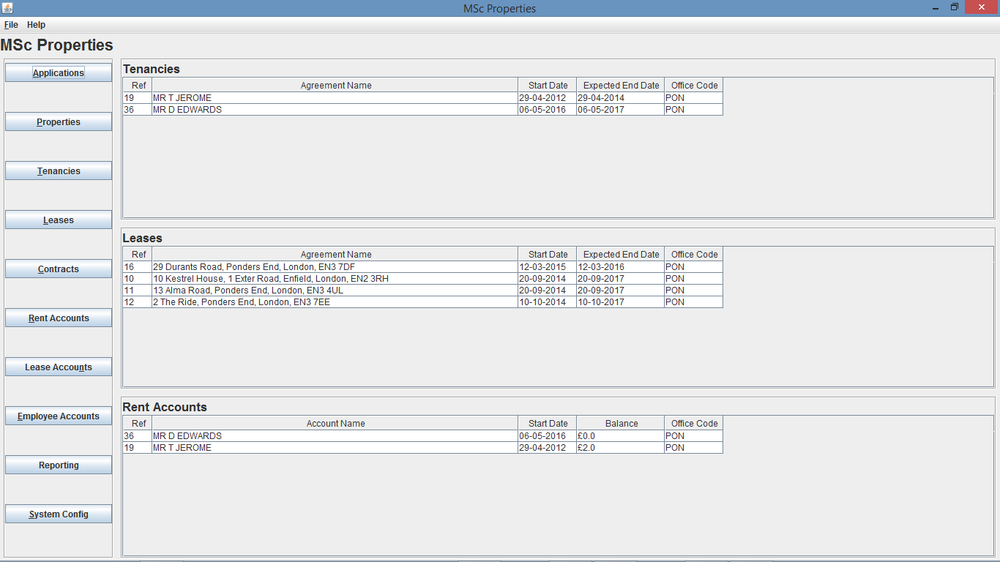 MSc Properties
File Help
MSc Properties
Applications
Properties
Tenancies
Leases
Contracts
Rent Accounts
Lease Accounts
Employee Accounts
Reporting
System Config
Tenancies
Ref Agreement Name Start Date Expected End Date Office Code
19 MR T JEROME 29-04-2012 29-04-2014 PON
36 MR D EDWARDS 06-05-2016 06-05-2017 PON
Leases
Ref Agreement Name Start Date Expected End Date Office Code
16 29 Durants Road, Ponders End, London, EN3 7DF 12-03-2015 12-03-2016 PON
10 10 Kestrel House, 1 Exter Road, Enfield, London, EN2 3RH 20-09-2014 20-09-2017 PON
11 13 Alma Road, Ponders End, London, EN3 4UL 20-09-2014 20-09-2017 PON
12 2 The Ride, Ponders End, London, EN3 7EE 10-10-2014 10-10-2017 PON
Rent Accounts
Ref Account Name Start Date Balance Office Code
36 MR D EDWARDS 06-05-2016 £0.0 PON
19 MR T JEROME 29-04-2012 £2.0 PON